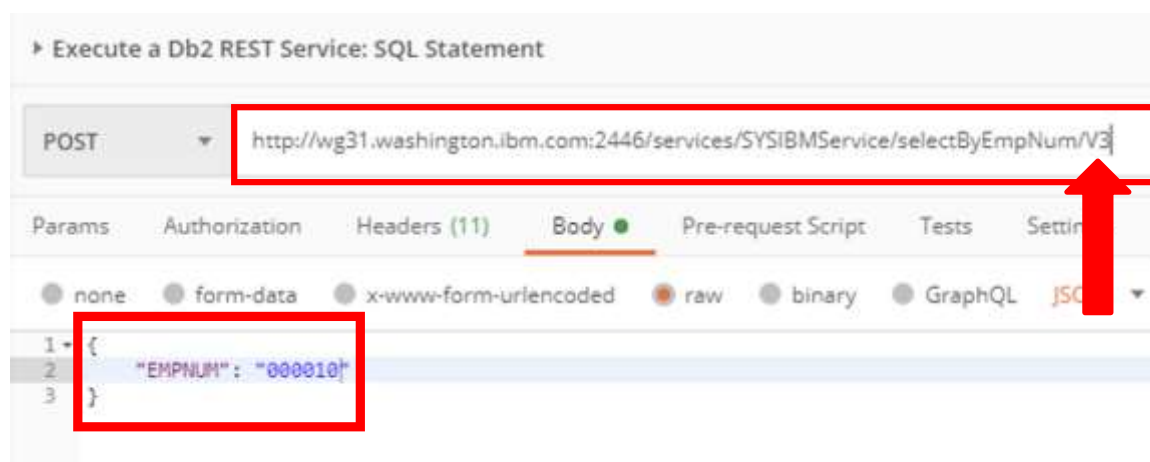 Execute a Db2 REST Service: SQL Statement
POST http://wg31.washington.ibm.com:2446/services/SYSIBMService/selectByEmpNum/V3
Params Authorization Headers (11) Body Pre-request Script Tests
none form-data x-www-form-urlencoded raw binary GraphQL
1 {
2 "EMPNUM": "000010"
3 }